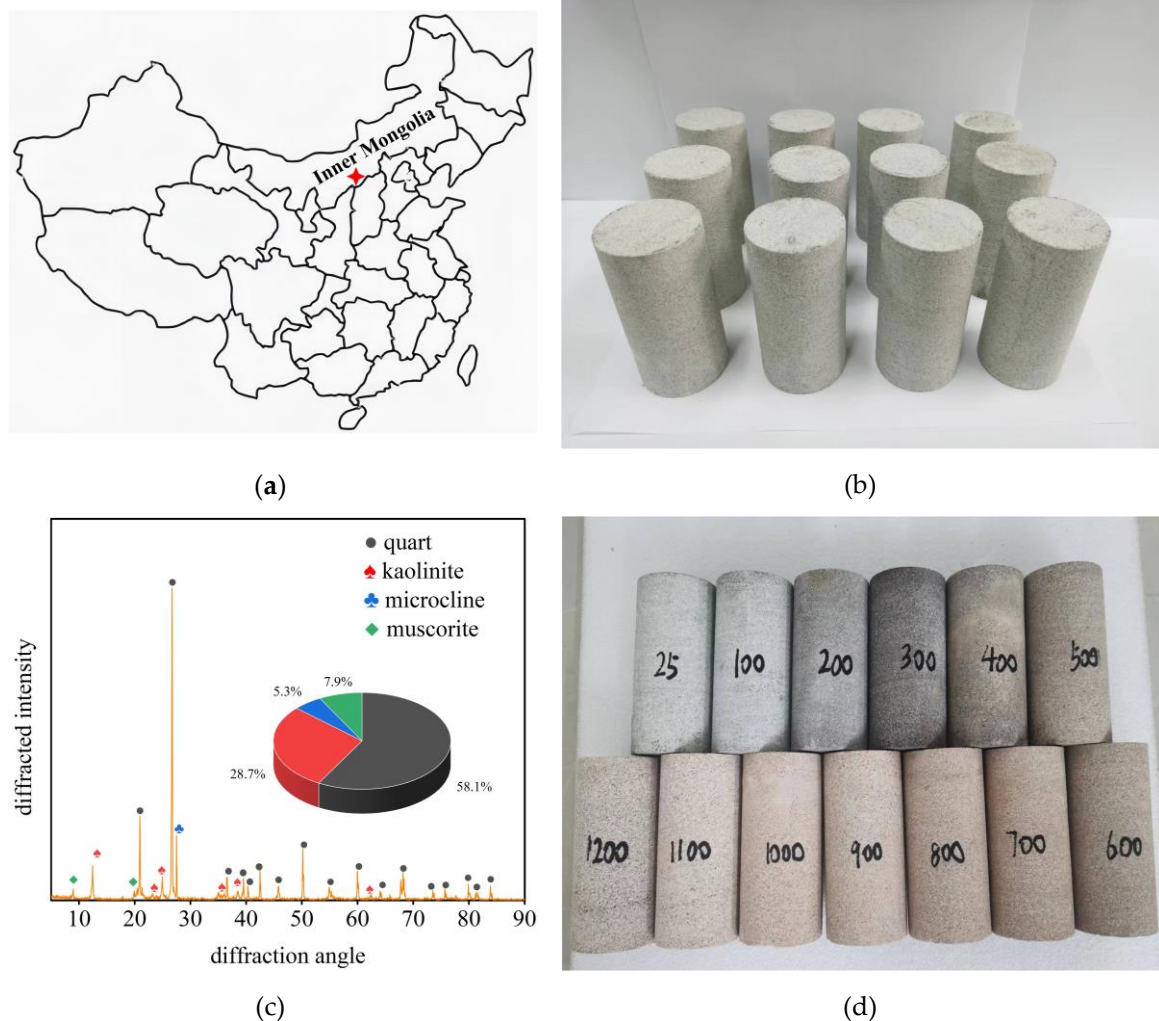 Inner Mongolia
(a)
(b)
diffracted intensity
quart
kaolinite
microcline
muscorite
5.3%
7.9%
28.7%
58.1%
10 20 30 40 50 60 70 80 90
diffraction angle
25 100 200 300 400 500
1200 1100 1000 900 800 700 600
(c)
(d)